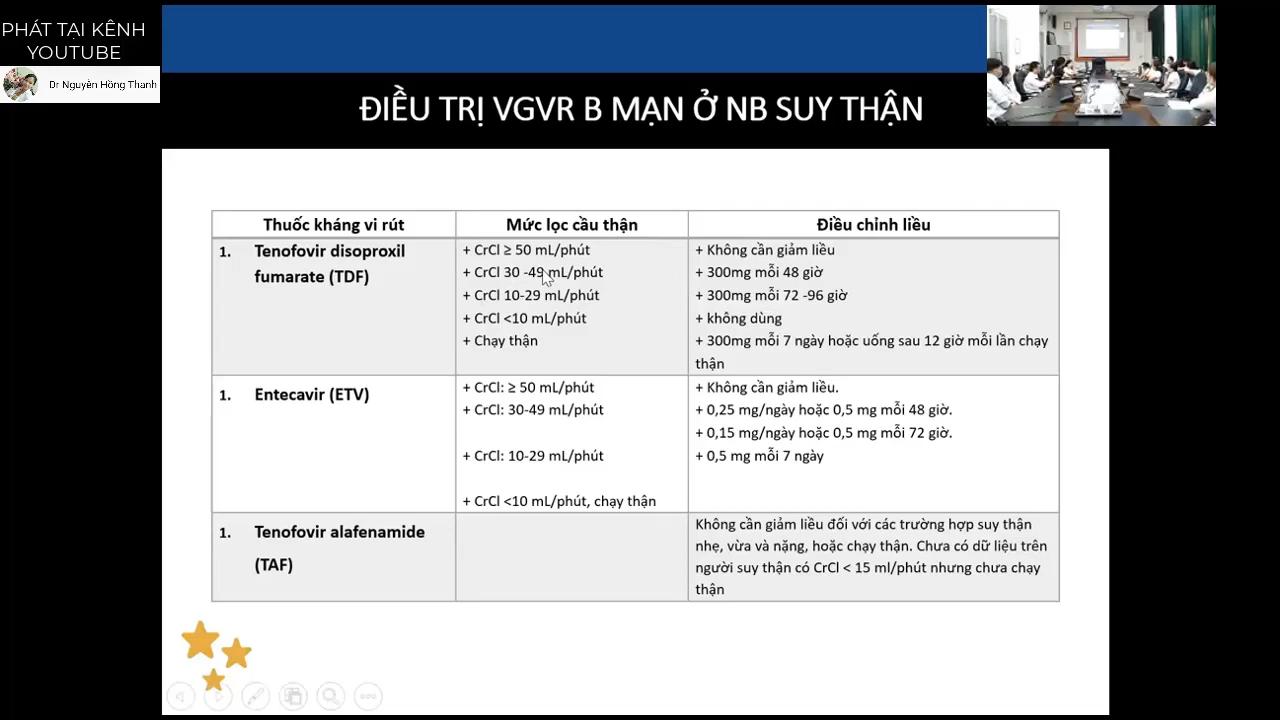 PHÁT TẠI KÊNH
YOUTUBE
Dr Nguyễn Hồng Thanh
ĐIỀU TRỊ VGVR B MẠN Ở NB SUY THẬN
Thuốc kháng vi rút
Mức lọc cầu thận
Điều chỉnh liều
1. Tenofovir disoproxil
fumarate (TDF)
+ CrCl ≥ 50 mL/phút
+ CrCl 30 -49 mL/phút
+ CrCl 10-29 mL/phút
+ CrCl <10 mL/phút
+ Chạy thận
+ Không cần giảm liều
+ 300mg mỗi 48 giờ
+ 300mg mỗi 72 -96 giờ
+ không dùng
+ 300mg mỗi 7 ngày hoặc uống sau 12 giờ mỗi lần chạy
thận
1. Entecavir (ETV)
+ CrCl: ≥ 50 mL/phút
+ CrCl: 30-49 mL/phút
+ CrCl: 10-29 mL/phút
+ CrCl <10 mL/phút, chạy thận
+ Không cần giảm liều.
+ 0,25 mg/ngày hoặc 0,5 mg mỗi 48 giờ.
+ 0,15 mg/ngày hoặc 0,5 mg mỗi 72 giờ.
+ 0,5 mg mỗi 7 ngày
1. Tenofovir alafenamide
(TAF)
Không cần giảm liều đối với các trường hợp suy thận
nhẹ, vừa và nặng, hoặc chạy thận. Chưa có dữ liệu trên
người suy thận có CrCl < 15 ml/phút nhưng chưa chạy
thận